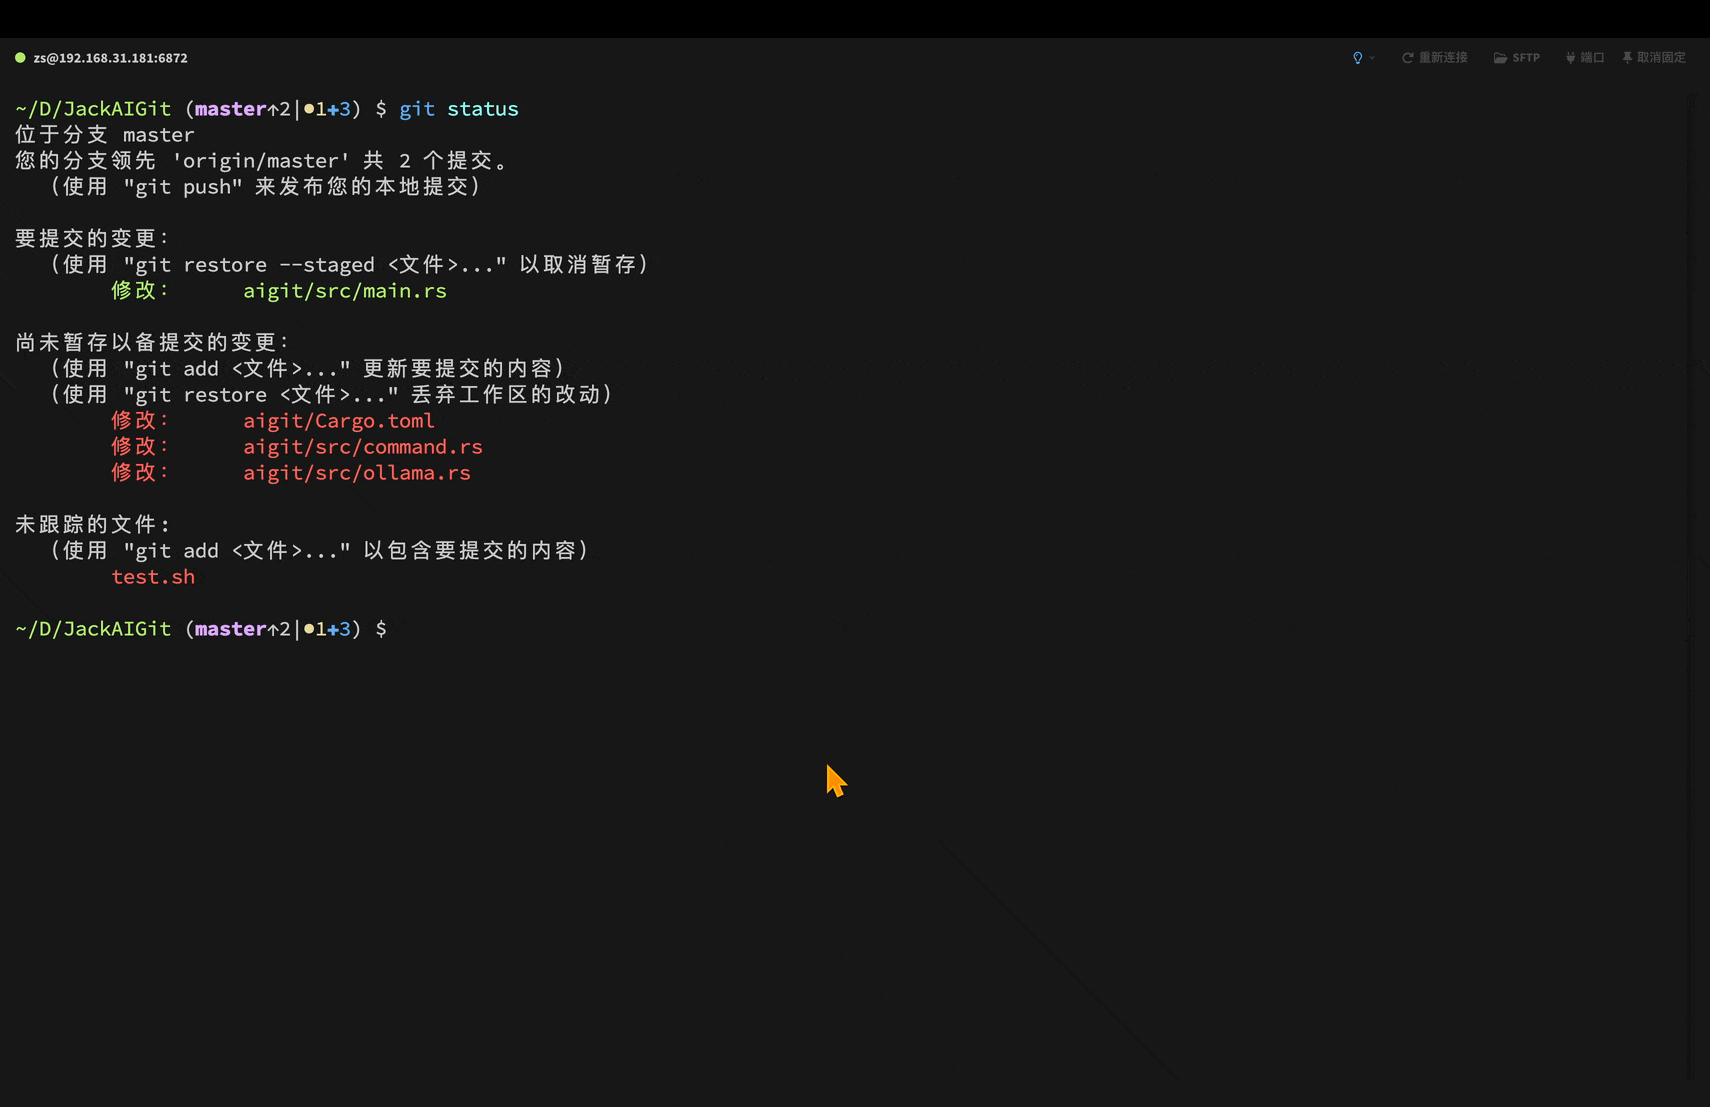 zs@192.168.31.181:6872
重新连接 SFTP 端口 取消固定
~/D/JackAIGit (master↑2|●1✚3) $ git status
位于分支 master
您的分支领先 'origin/master' 共 2 个提交。
（使用 "git push" 来发布您的本地提交）
要提交的变更：
（使用 "git restore --staged <文件>..." 以取消暂存）
修改： aigit/src/main.rs
尚未暂存以备提交的变更：
（使用 "git add <文件>..." 更新要提交的内容）
（使用 "git restore <文件>..." 丢弃工作区的改动）
修改： aigit/Cargo.toml
修改： aigit/src/command.rs
修改： aigit/src/ollama.rs
未跟踪的文件:
（使用 "git add <文件>..." 以包含要提交的内容）
test.sh
~/D/JackAIGit (master↑2|●1✚3) $